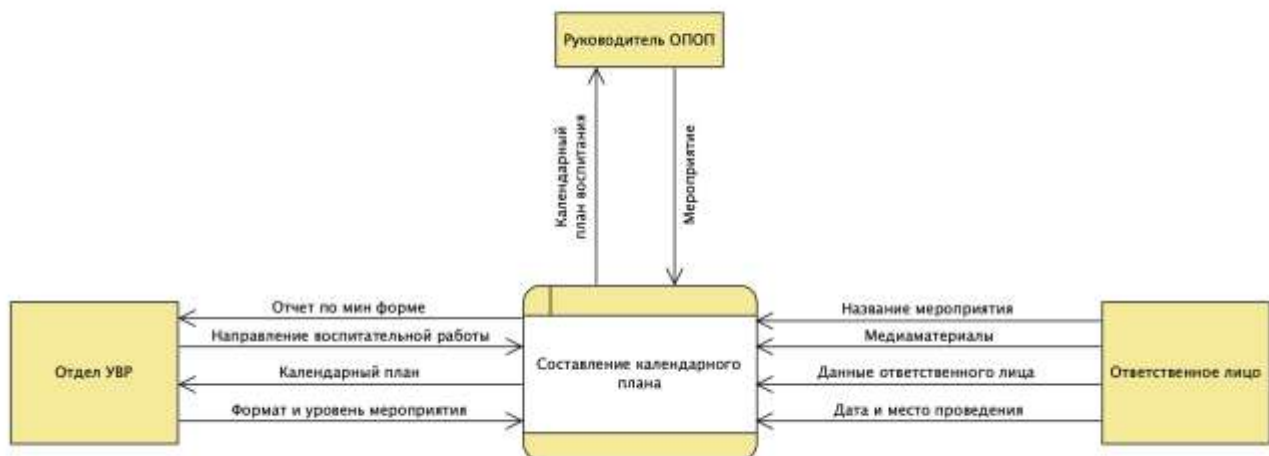 Руководитель ОПОП
Календарный
план воспитания
Мероприятие
Отчет по мин форме
Направление воспитательной работы
Календарный план
Формат и уровень мероприятия
Отдел УВР
Составление календарного
плана
Название мероприятия
Медиаматериалы
Данные ответственного лица
Дата и место проведения
Ответственное лицо